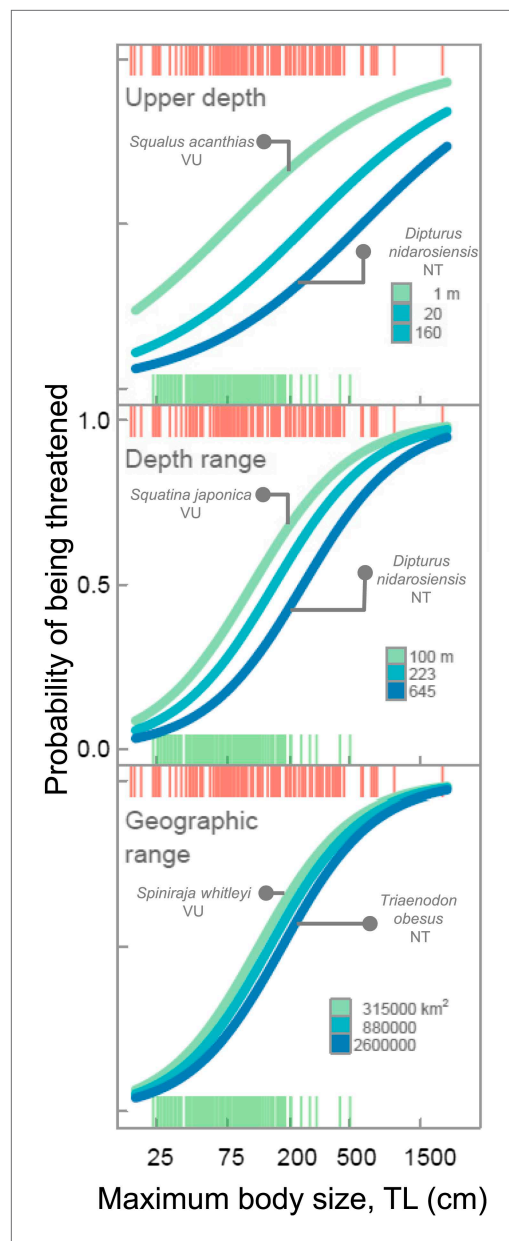 Upper depth
Squalus acanthias
VU
Dipturus
nidarosiensis
NT
1 m
20
160
Probability of being threatened
1.0
0.5
0.0
Depth range
Squatina japonica
VU
Dipturus
nidarosiensis
NT
100 m
223
645
Geographic
range
Spiniraja whitleyi
VU
Triaenodon
obesus
NT
315000 km²
880000
2600000
25 75 200 500 1500
Maximum body size, TL (cm)